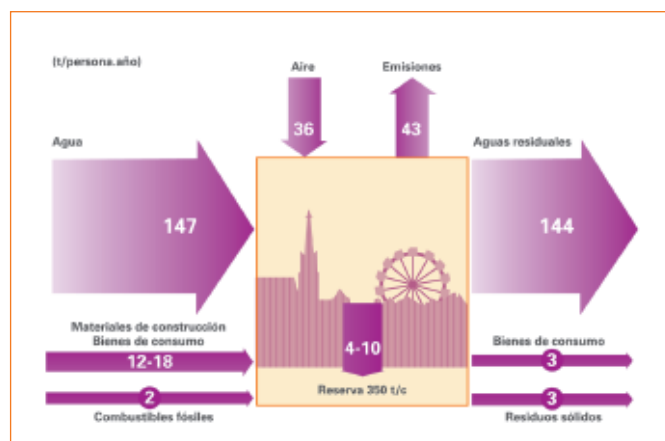 (t/persona.año)
Aire
Emisiones
36
43
Agua
Aguas residuales
147
144
Materiales de construcción
Bienes de consumo
12-18
4-10
Bienes de consumo
3
2
Reserva 350 t/c
3
Combustibles fósiles
Residuos sólidos